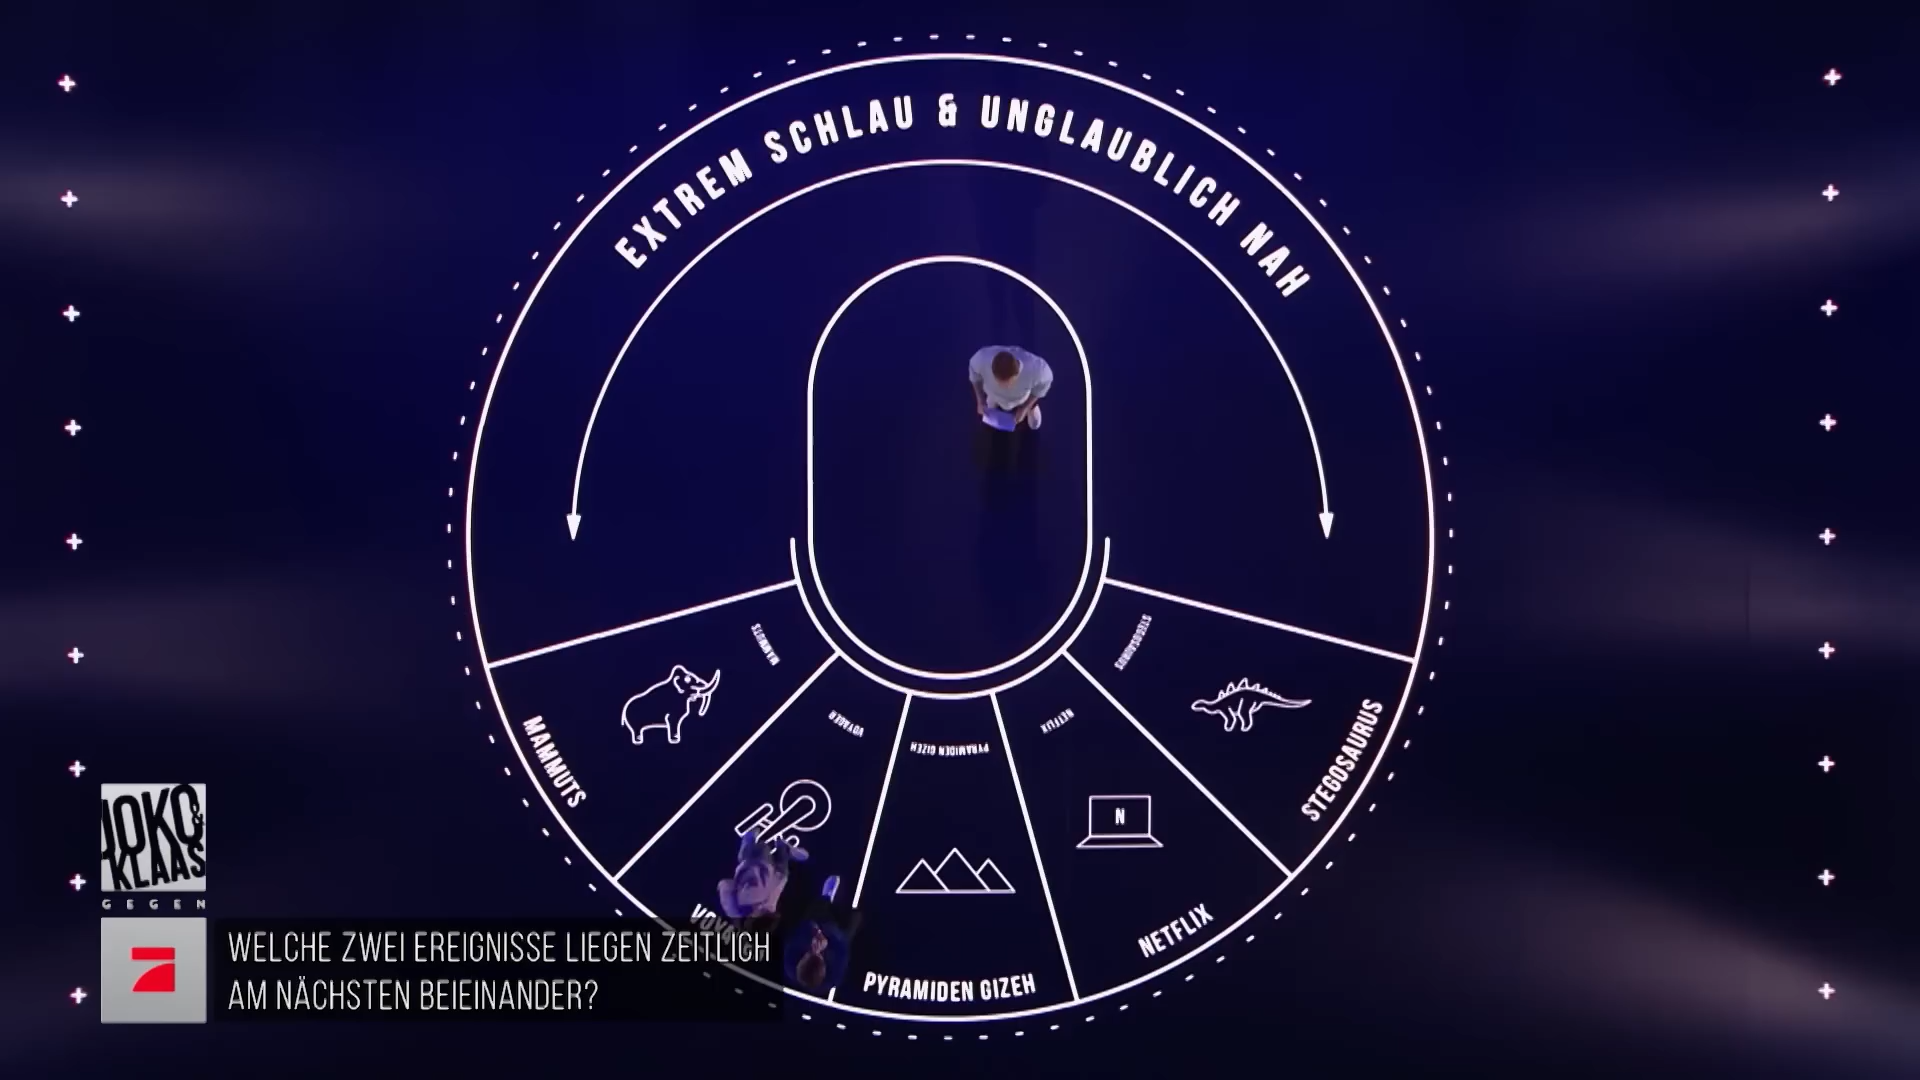 EXTREM SCHLAU & UNGLAUBLICH NAH
MAMMUTS
VOYAGER
PYRAMIDEN GIZEH
NETFLIX
STEGOSAURUS
N
MAMMUTS
PYRAMIDEN GIZEH
NETFLIX
STEGOSAURUS
JOKO & KLAAS
GEGEN
7
WELCHE ZWEI EREIGNISSE LIEGEN ZEITLICH
AM NÄCHSTEN BEIEINANDER?